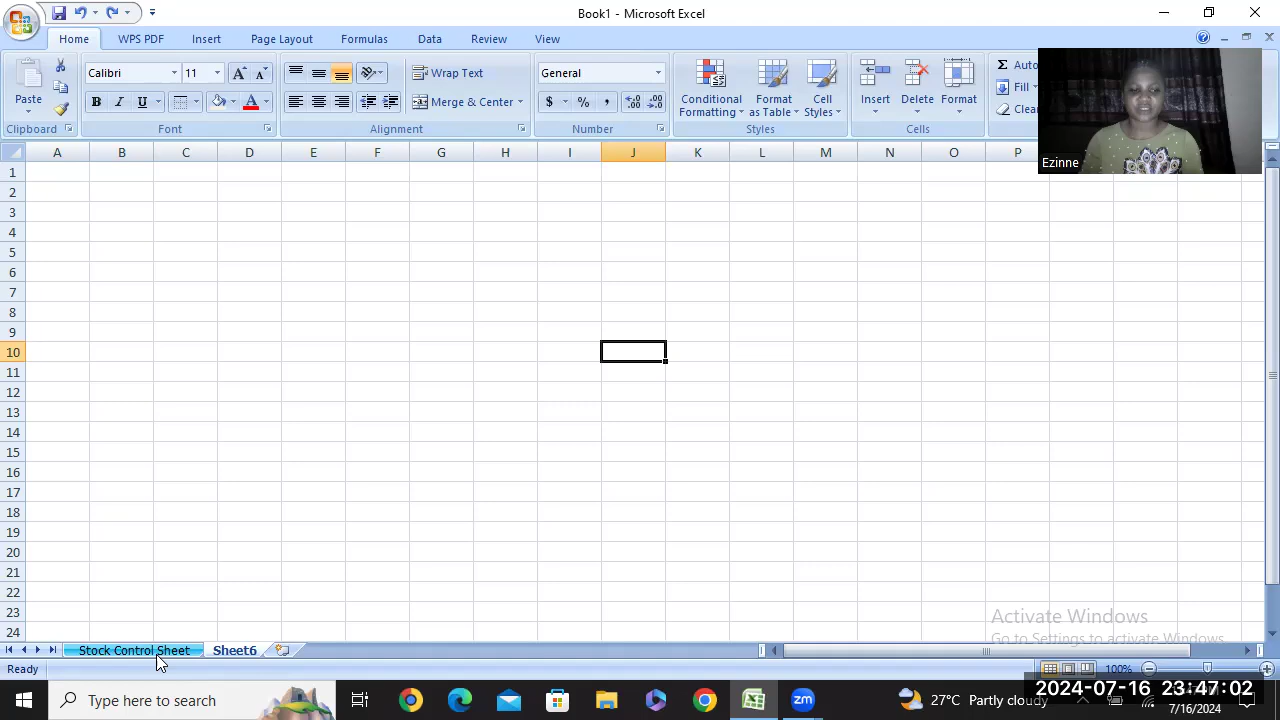 Book1 - Microsoft Excel
Home WPS PDF Insert Page Layout Formulas Data Review View
Calibri 11 Wrap Text General Auto
Paste Merge & Center Conditional Formatting Format as Table Cell Styles Insert Delete Format Fill
Clear
Clipboard Font Alignment Number Styles Cells
Ezinne
A B C D E F G H I J K L M N O P
1
2
3
4
5
6
7
8
9
10
11
12
13
14
15
16
17
18
19
20
21
22
23
24
Activate Windows
Go to Settings to activate Windows
Stock Control Sheet Sheet6
Ready 100%
Type here to search zm 27°C Partly cloudy
2024-07-16 23:47:02
7/16/2024